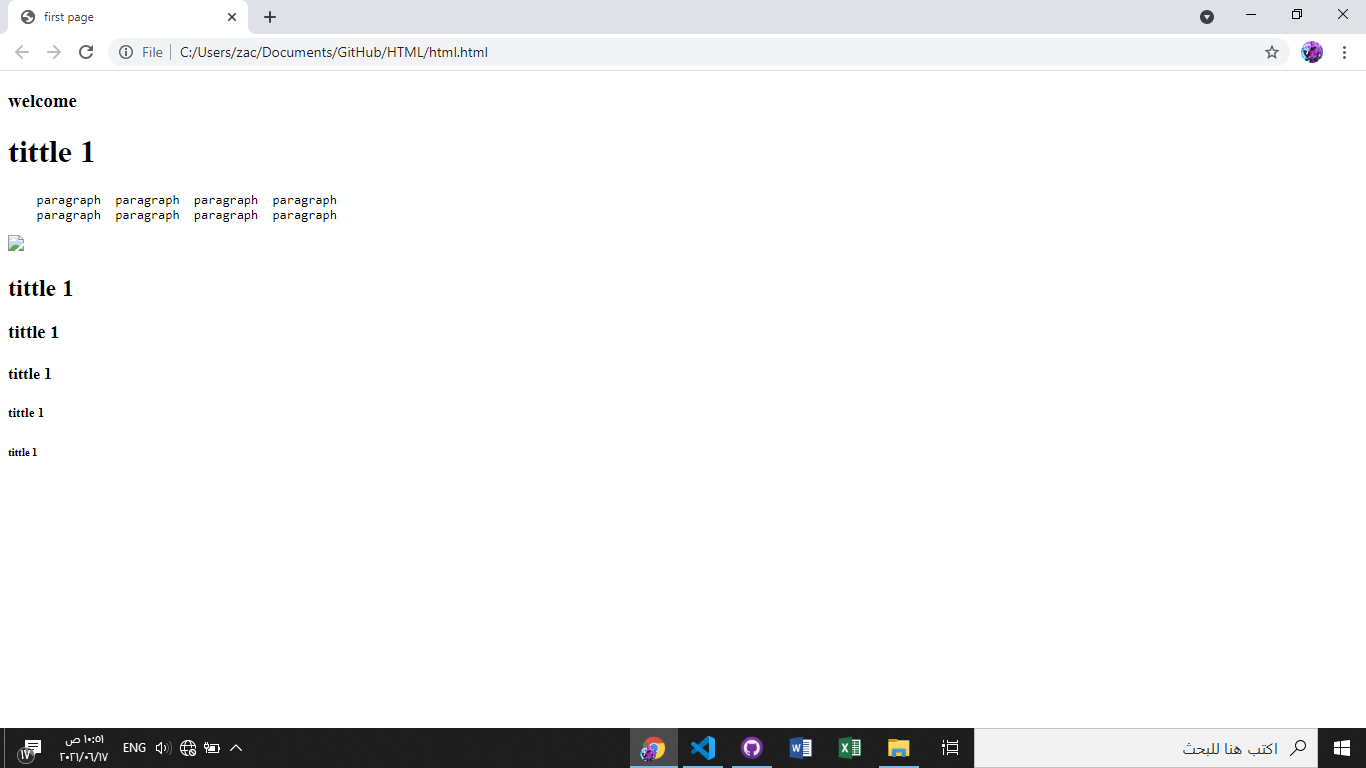 first page
File
C:/Users/zac/Documents/GitHub/HTML/html.html
welcome
tittle 1
paragraph paragraph paragraph paragraph
paragraph paragraph paragraph paragraph
tittle 1
tittle 1
tittle 1
tittle 1
tittle 1
١٧
١٠:٥١ ص
٢٠٢١/٠٦/١٧
ENG
اكتب هنا للبحث